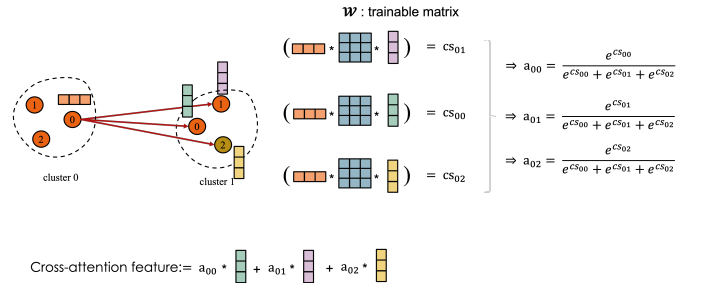 𝓦 : trainable matrix
( * * ) = cs₀₁
( * * ) = cs₀₀
( * * ) = cs₀₂
⇒ a₀₀ = e^{cs₀₀} / (e^{cs₀₀} + e^{cs₀₁} + e^{cs₀₂})
⇒ a₀₁ = e^{cs₀₁} / (e^{cs₀₀} + e^{cs₀₁} + e^{cs₀₂})
⇒ a₀₂ = e^{cs₀₂} / (e^{cs₀₀} + e^{cs₀₁} + e^{cs₀₂})
1
0
2
cluster 0
1
0
2
cluster 1
Cross-attention feature:= a₀₀ * + a₀₁ * + a₀₂ *